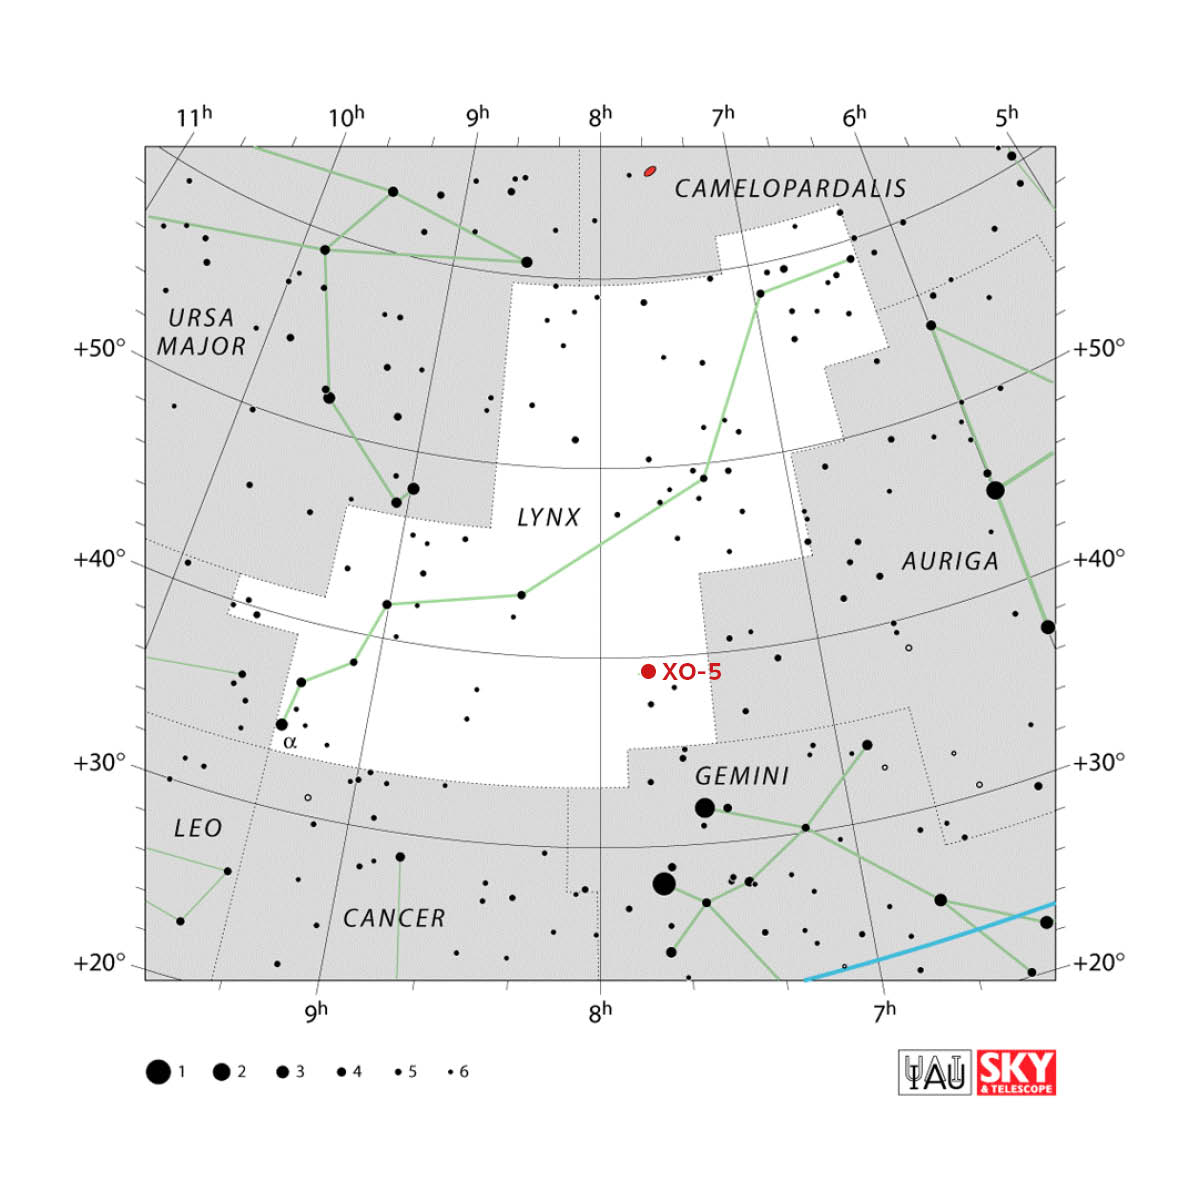 11ʰ 10ʰ 9ʰ 8ʰ 7ʰ 6ʰ 5ʰ
CAMELOPARDALIS
URSA
MAJOR
+50° +50°
LYNX
AURIGA
+40° +40°
XO-5
α
+30° +30°
GEMINI
LEO
CANCER
+20° +20°
9ʰ 8ʰ 7ʰ
1 2 3 4 5 6
IAU
SKY
& TELESCOPE